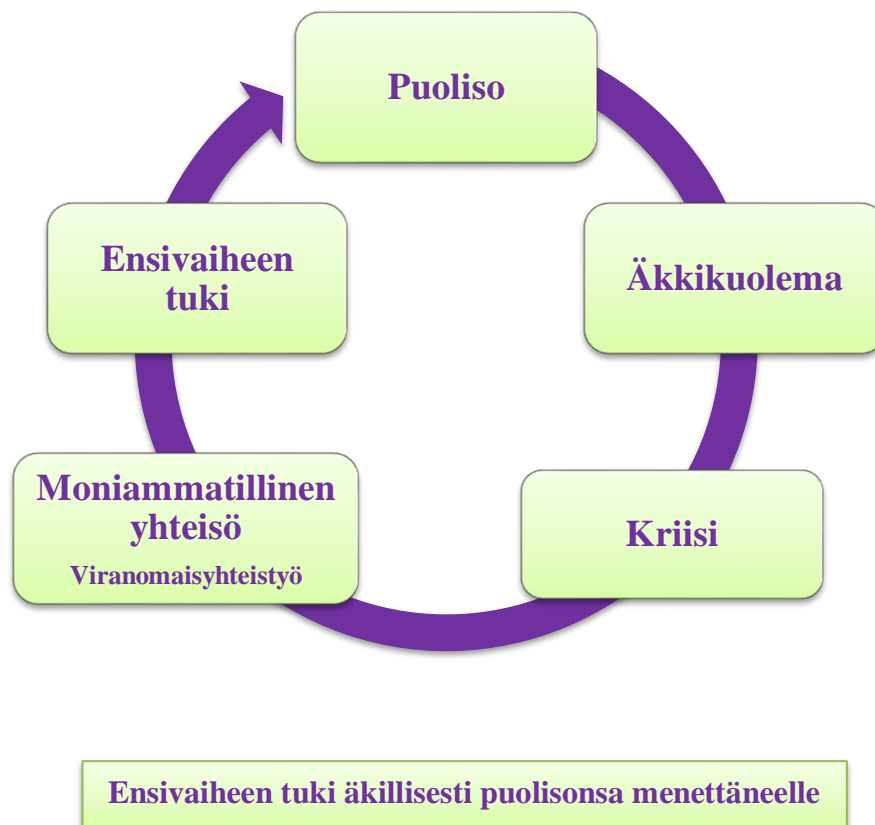 Puoliso
Äkkikuolema
Kriisi
Moniammatillinen
yhteisö
Viranomaisyhteistyö
Ensivaiheen
tuki
Ensivaiheen tuki äkillisesti puolisonsa menettäneelle